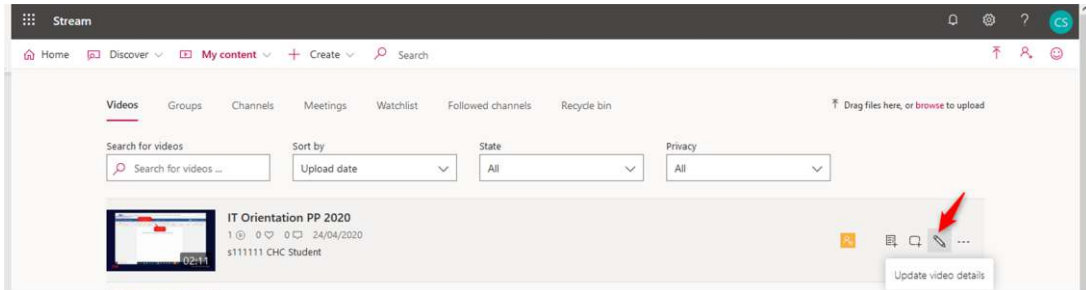 Stream
?
CS
Home Discover My content Create Search
Videos Groups Channels Meetings Watchlist Followed channels Recycle bin Drag files here, or browse to upload
Search for videos Sort by State Privacy
Search for videos ... Upload date All All
IT Orientation PP 2020
1 0 0 24/04/2020
s111111 CHC Student
02:11
Update video details